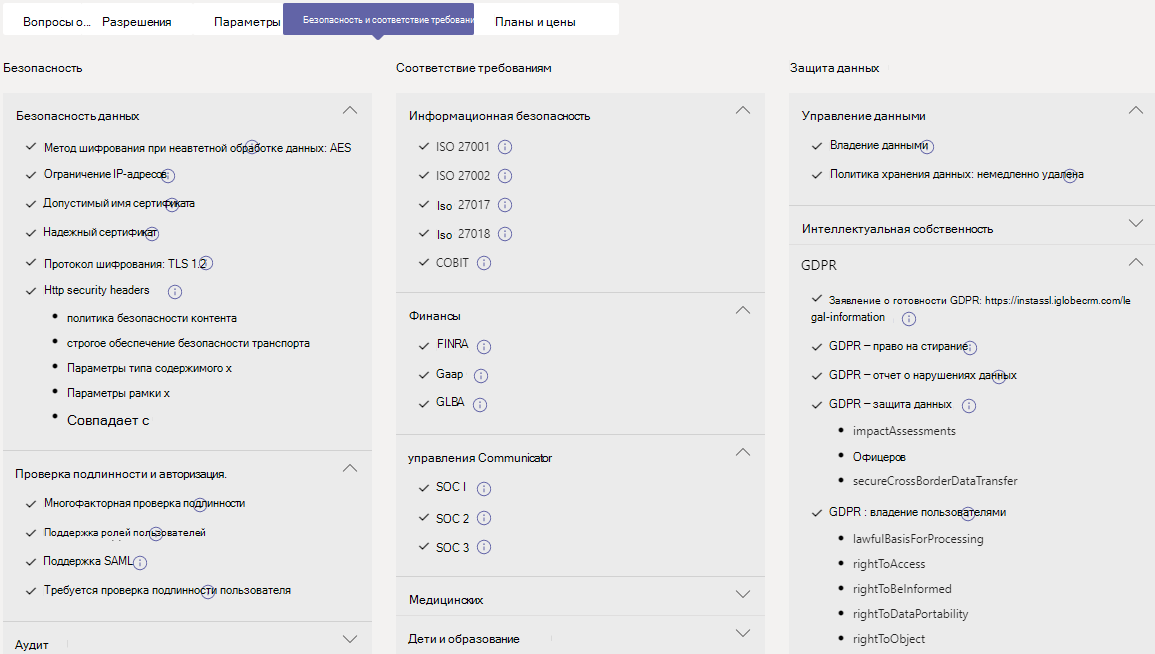 Вопросы о... Разрешения Параметры Безопасность и соответствие требовани Планы и цены
Безопасность
Безопасность данных
Метод шифрования при неавтетной обработке данных: AES
Ограничение IP-адресов
Допустимый имя сертификата
Надежный сертификат
Протокол шифрования: TLS 1.2
Http security headers
политика безопасности контента
строгое обеспечение безопасности транспорта
Параметры типа содержимого x
Параметры рамки x
Совпадает с
Проверка подлинности и авторизация.
Многофакторная проверка подлинности
Поддержка ролей пользователей
Поддержка SAML
Требуется проверка подлинности пользователя
Аудит
Соответствие требованиям
Информационная безопасность
ISO 27001
ISO 27002
Iso 27017
Iso 27018
COBIT
Финансы
FINRA
Gaap
GLBA
управления Communicator
SOC I
SOC 2
SOC 3
Медицинских
Дети и образование
Защита данных
Управление данными
Владение данными
Политика хранения данных: немедленно удалена
Интеллектуальная собственность
GDPR
Заявление о готовности GDPR: https://instassl.iglobecrm.com/le
gal-information
GDPR – право на стирание
GDPR – отчет о нарушениях данных
GDPR – защита данных
impactAssessments
Офицеров
secureCrossBorderDataTransfer
GDPR : владение пользователями
lawfulBasisForProcessing
rightToAccess
rightToBeInformed
rightToDataPortability
rightToObject